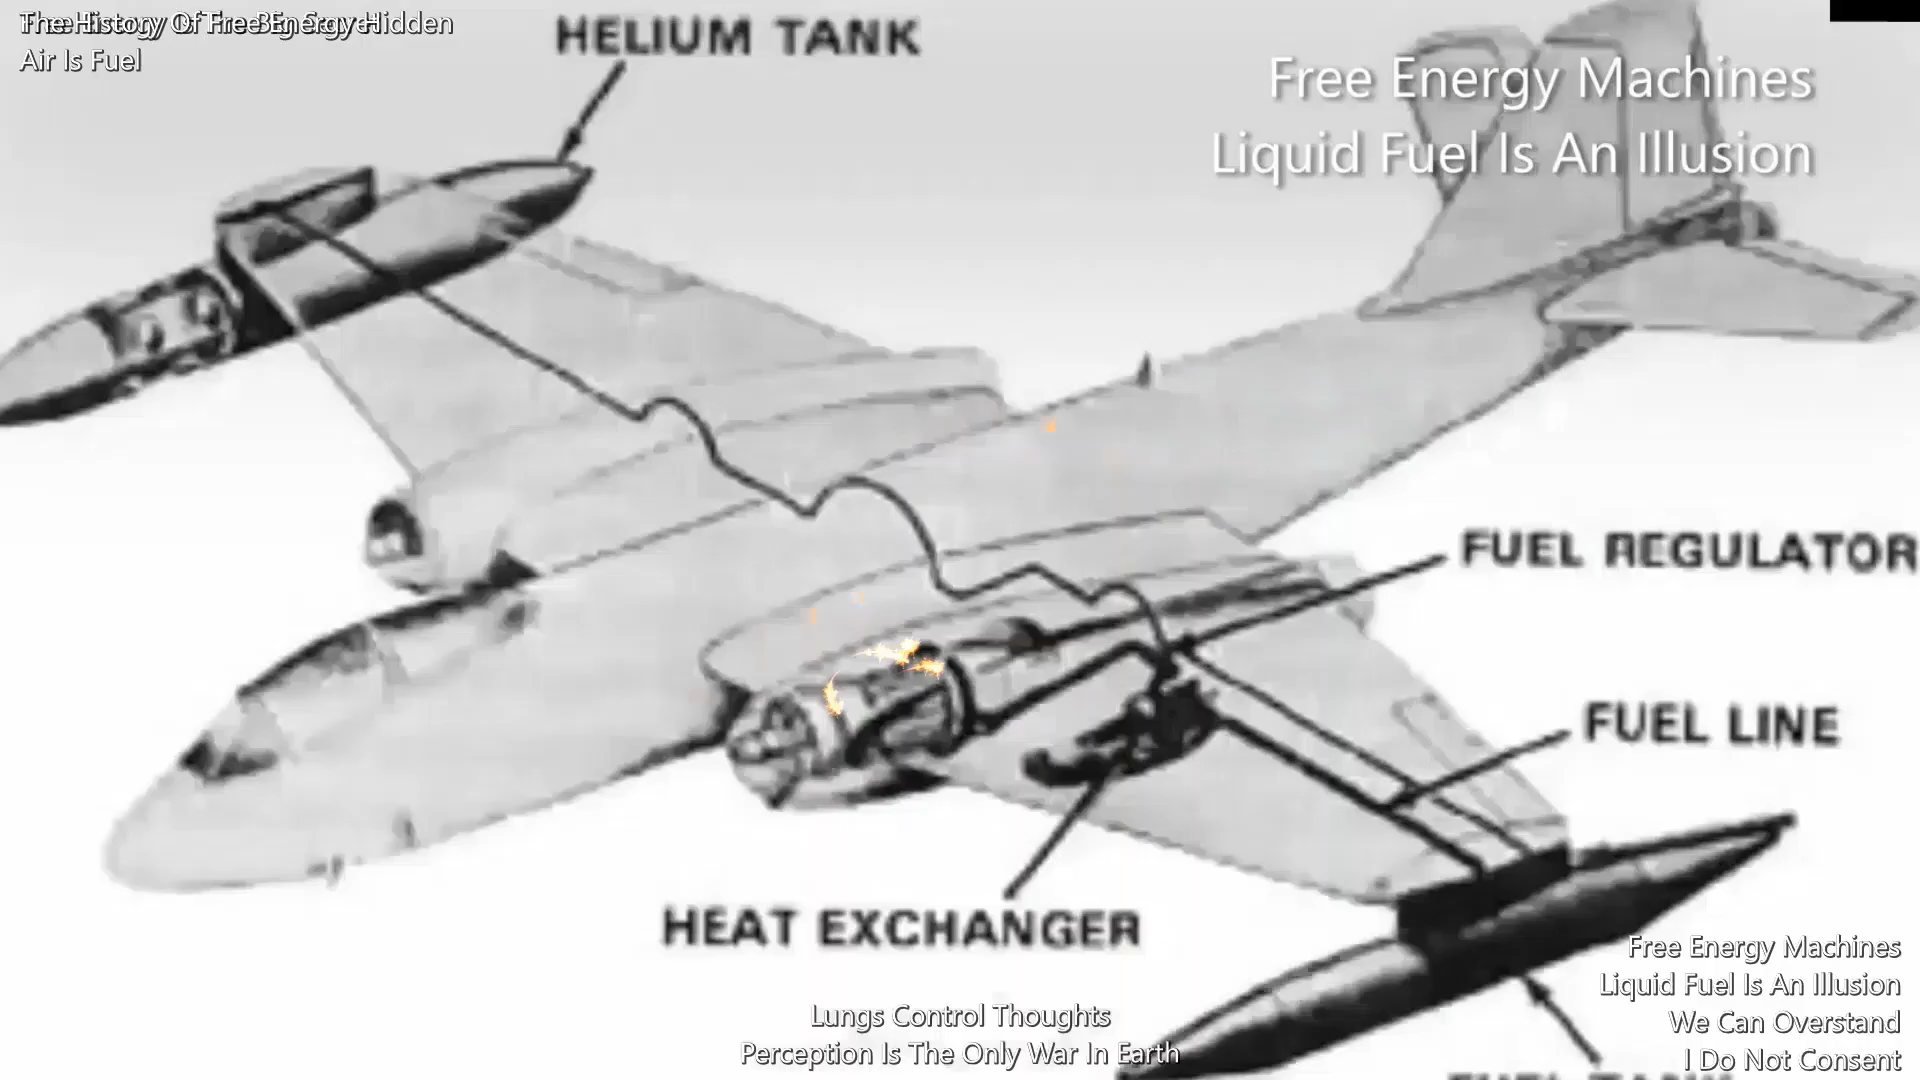 Air Is Fuel
HELIUM TANK
Free Energy Machines
Liquid Fuel Is An Illusion
FUEL REGULATOR
FUEL LINE
HEAT EXCHANGER
Lungs Control Thoughts
Perception Is The Only War In Earth
Free Energy Machines
Liquid Fuel Is An Illusion
We Can Overstand
I Do Not Consent